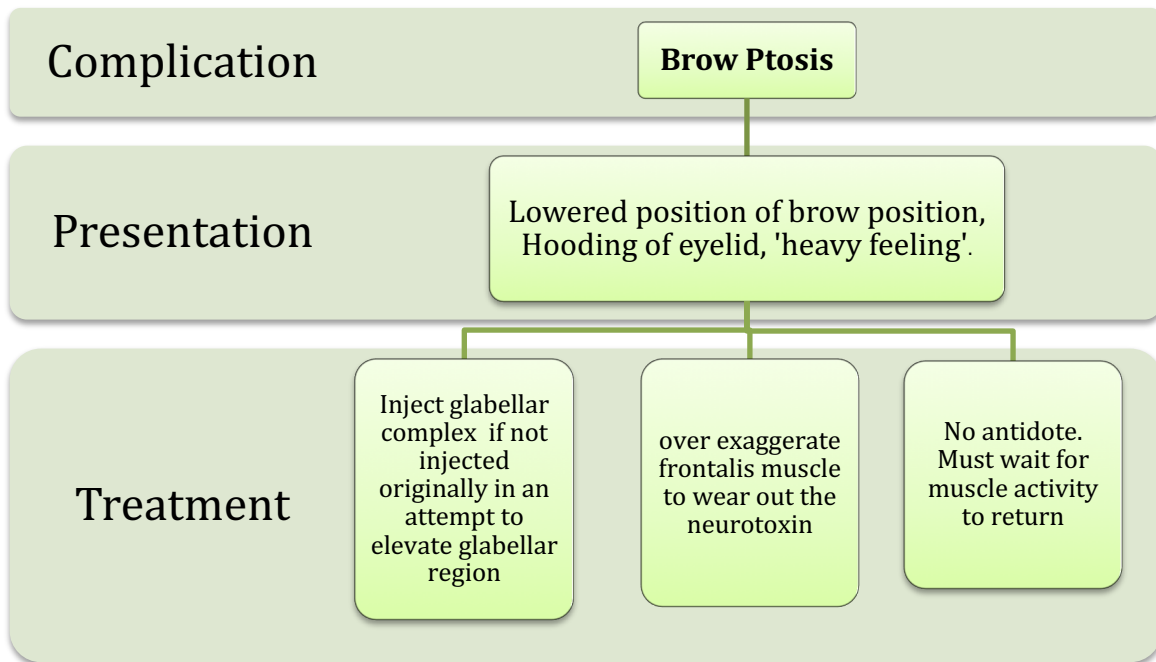 Complication
Brow Ptosis
Presentation
Lowered position of brow position,
Hooding of eyelid, 'heavy feeling'.
Treatment
Inject glabellar
complex if not
injected
originally in an
attempt to
elevate glabellar
region
over exaggerate
frontalis muscle
to wear out the
neurotoxin
No antidote.
Must wait for
muscle activity
to return